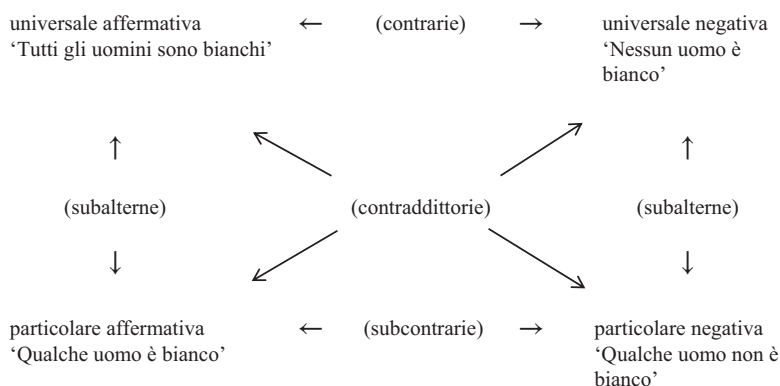 universale affermativa ← (contrarie) → universale negativa
‘Tutti gli uomini sono bianchi’ ‘Nessun uomo è
bianco’
↑ ↑
(subalterne) (contraddittorie) (subalterne)
↓ ↓
particolare affermativa ← (subcontrarie) → particolare negativa
‘Qualche uomo è bianco’ ‘Qualche uomo non è
bianco’